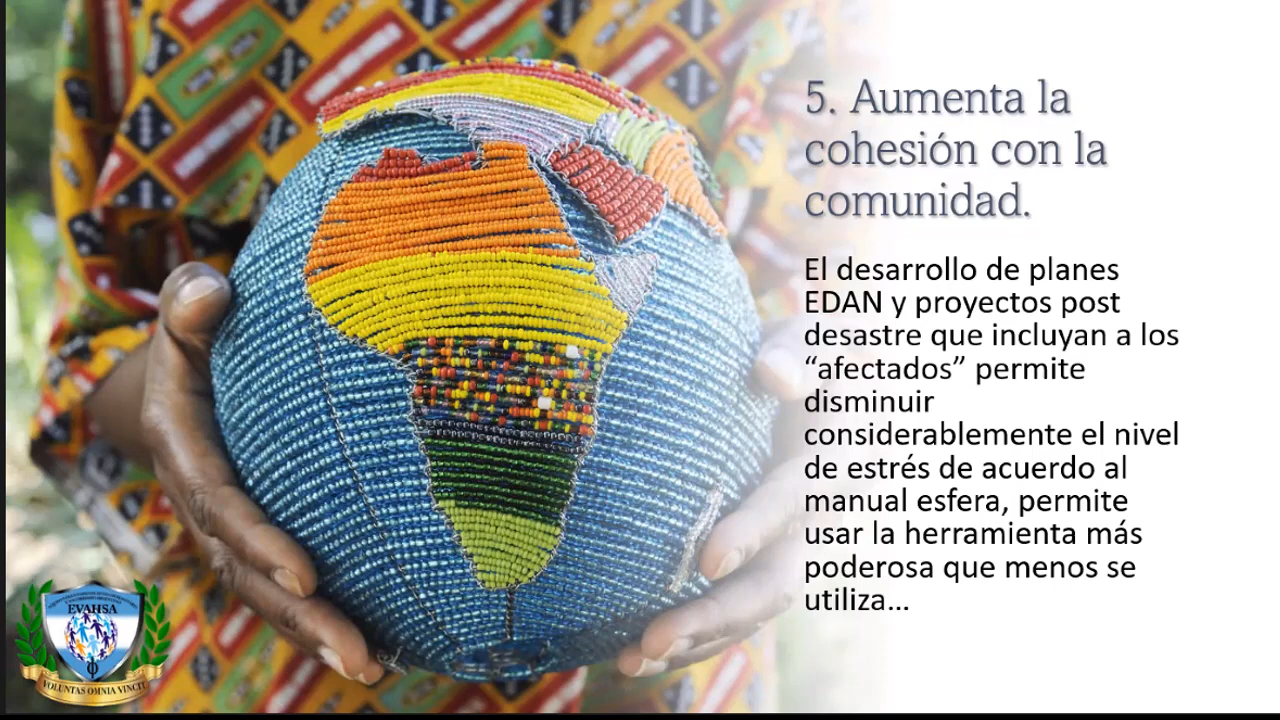 5. Aumenta la
cohesión con la
comunidad.
El desarrollo de planes
EDAN y proyectos post
desastre que incluyan a los
“afectados” permite
disminuir
considerablemente el nivel
de estrés de acuerdo al
manual esfera, permite
usar la herramienta más
poderosa que menos se
utiliza...
EVAHSA
VOLUNTAS OMNIA VINCIT